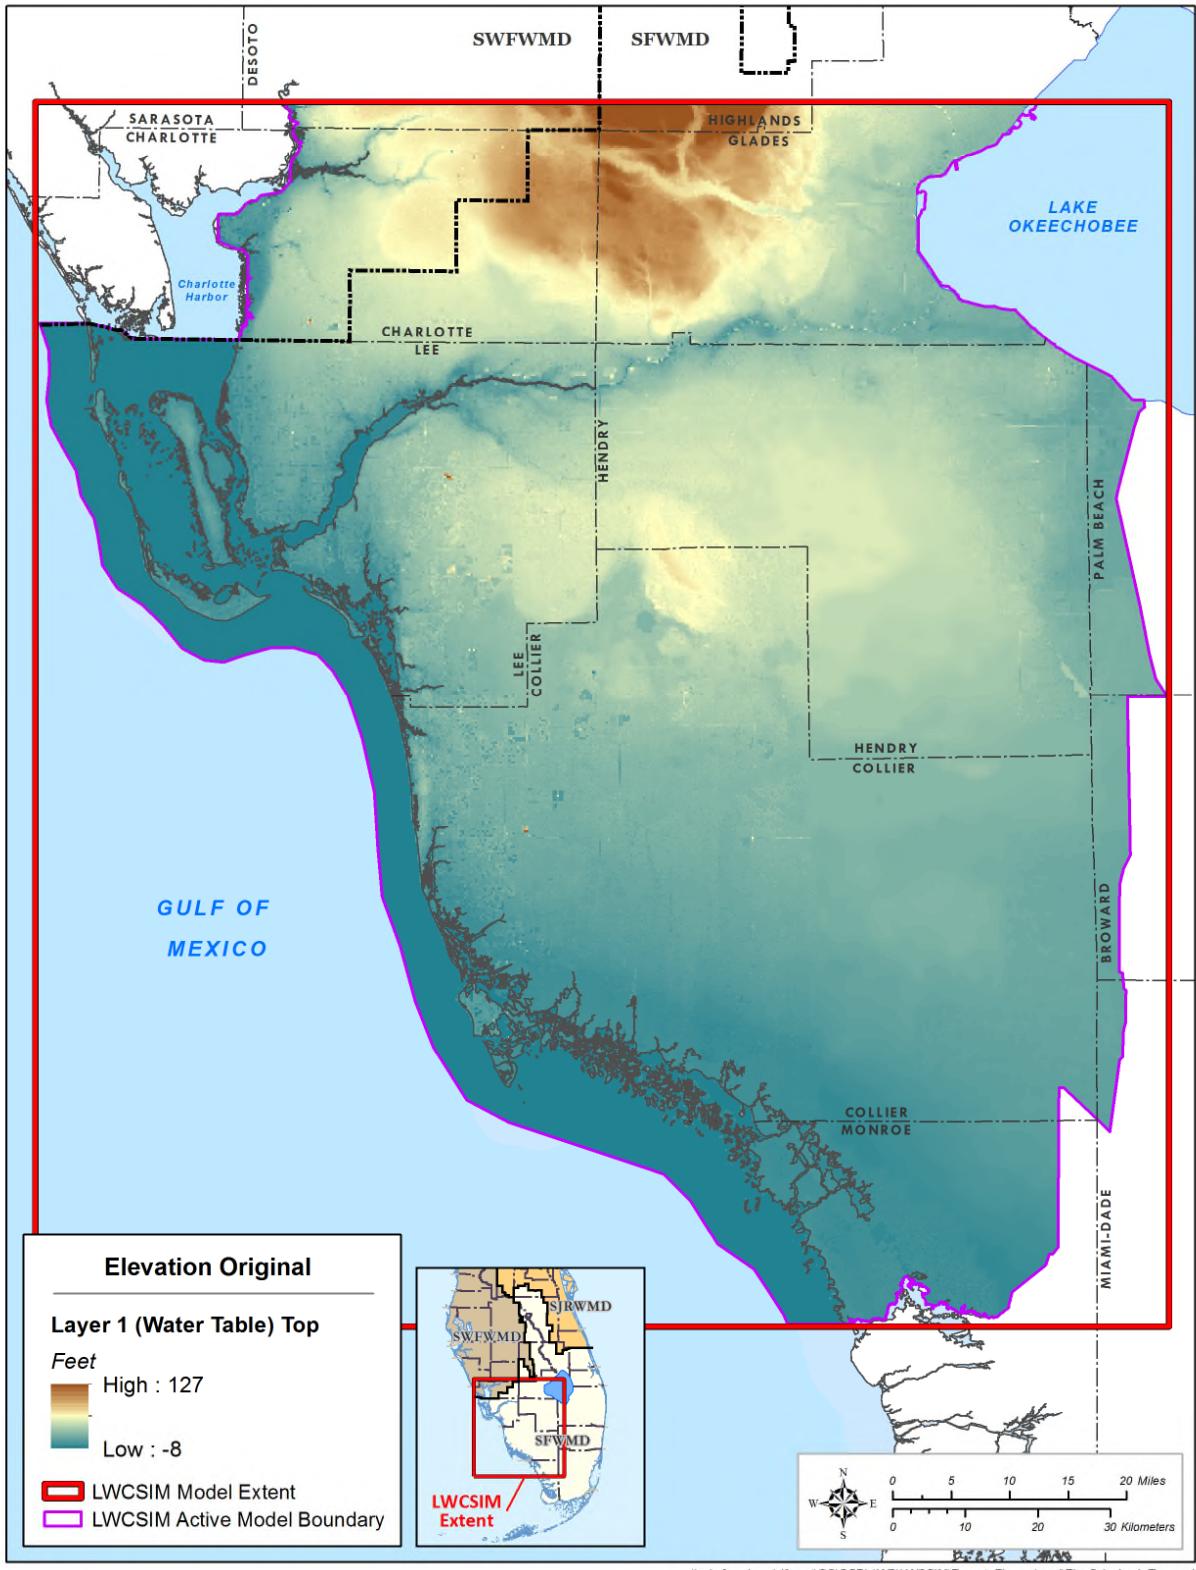 SWFWMD
SFWMD
DESOTO
SARASOTA
CHARLOTTE
HIGHLANDS
GLADES
LAKE
OKEECHOBEE
Charlotte
Harbor
CHARLOTTE
LEE
HENDRY
PALM BEACH
LEE
COLLIER
HENDRY
COLLIER
GULF OF
MEXICO
BROWARD
COLLIER
MONROE
MIAMI-DADE
Elevation Original
Layer 1 (Water Table) Top
Feet
High : 127
Low : -8
LWCSIM Model Extent
LWCSIM Active Model Boundary
SJRWMD
SWFWMD
SFWMD
LWCSIM
Extent
N
W E
S
0 5 10 15 20 Miles
0 10 20 30 Kilometers